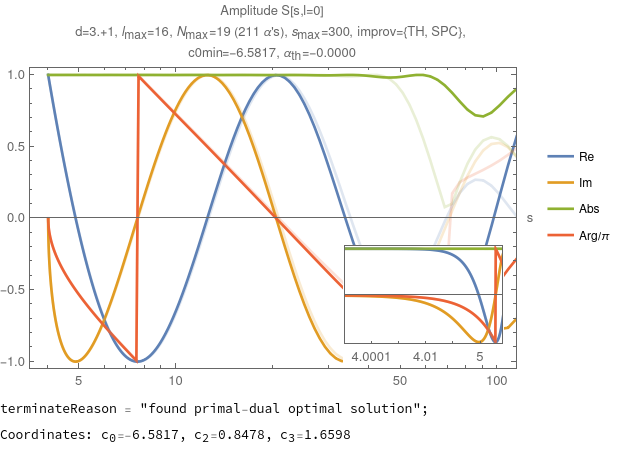 Amplitude S[s,l=0]
d=3.+1, lmax=16, Nmax=19 (211 α's), smax=300, improv={TH, SPC},
c0min=−6.5817, αth=−0.0000
1.0
0.5
0.0
−0.5
−1.0
s
Re
Im
Abs
Arg/π
4.0001 4.01 5
5 10 50 100
terminateReason = "found primal-dual optimal solution";
Coordinates: c0=-6.5817, c2=0.8478, c3=1.6598